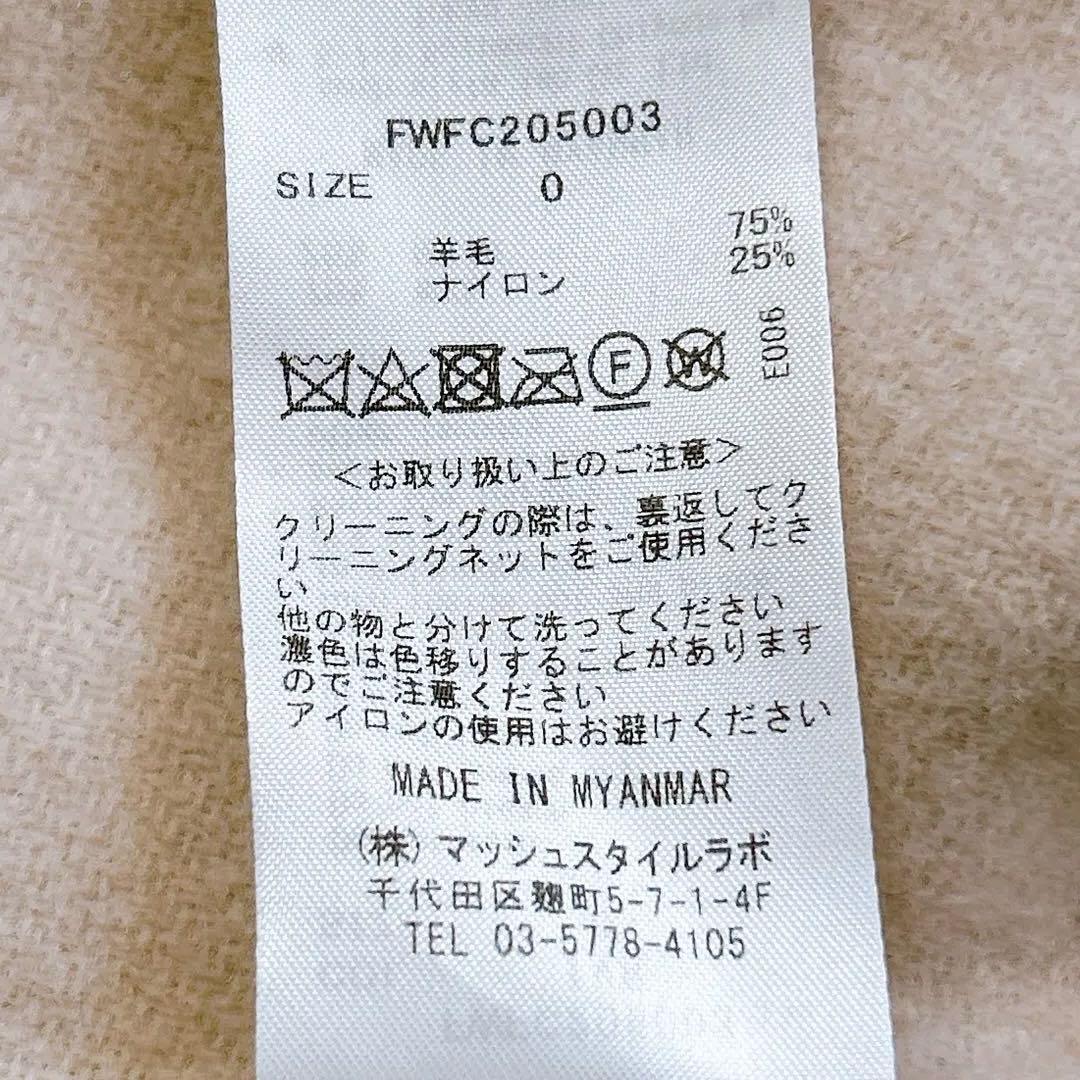 FWFC205003
SIZE 0
羊毛 75%
ナイロン 25%
E006
F W
<お取り扱い上のご注意>
クリーニングの際は、裏返してク
リーニングネットをご使用くださ
い
他の物と分けて洗ってください
濃色は色移りすることがあります
のでご注意ください
アイロンの使用はお避けください
MADE IN MYANMAR
(株)マッシュスタイルラボ
千代田区麹町5-7-1-4F
TEL 03-5778-4105